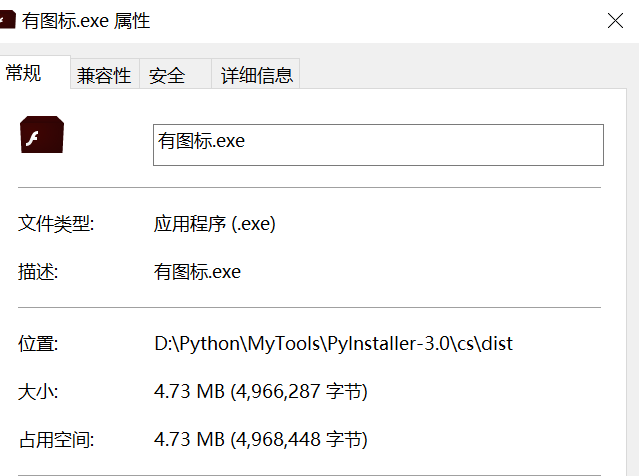 有图标.exe 属性
常规 兼容性 安全 详细信息
有图标.exe
文件类型: 应用程序 (.exe)
描述: 有图标.exe
位置: D:\Python\MyTools\PyInstaller-3.0\cs\dist
大小: 4.73 MB (4,966,287 字节)
占用空间: 4.73 MB (4,968,448 字节)